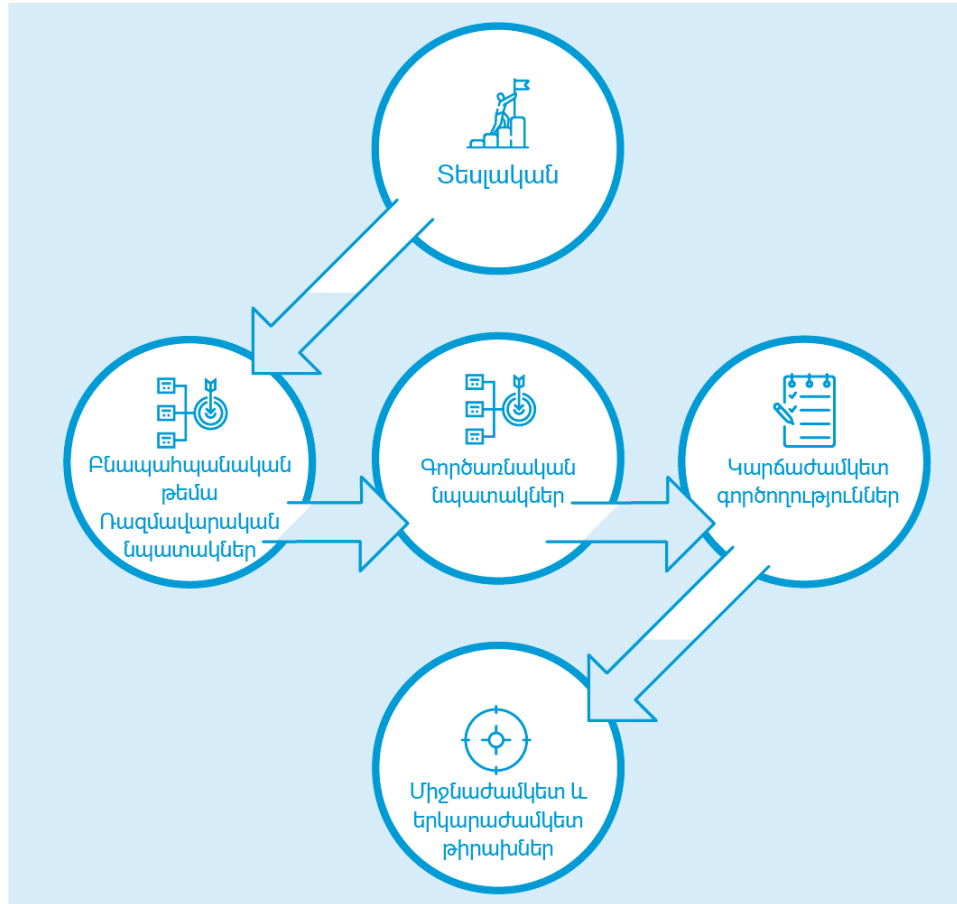 Տեսլական
Բնապահպանական
թեմա
Ռազմավարական
նպատակներ
Գործառնական
նպատակներ
Կարճաժամկետ
գործողություններ
Միջնաժամկետ և
երկարաժամկետ
թիրախներ